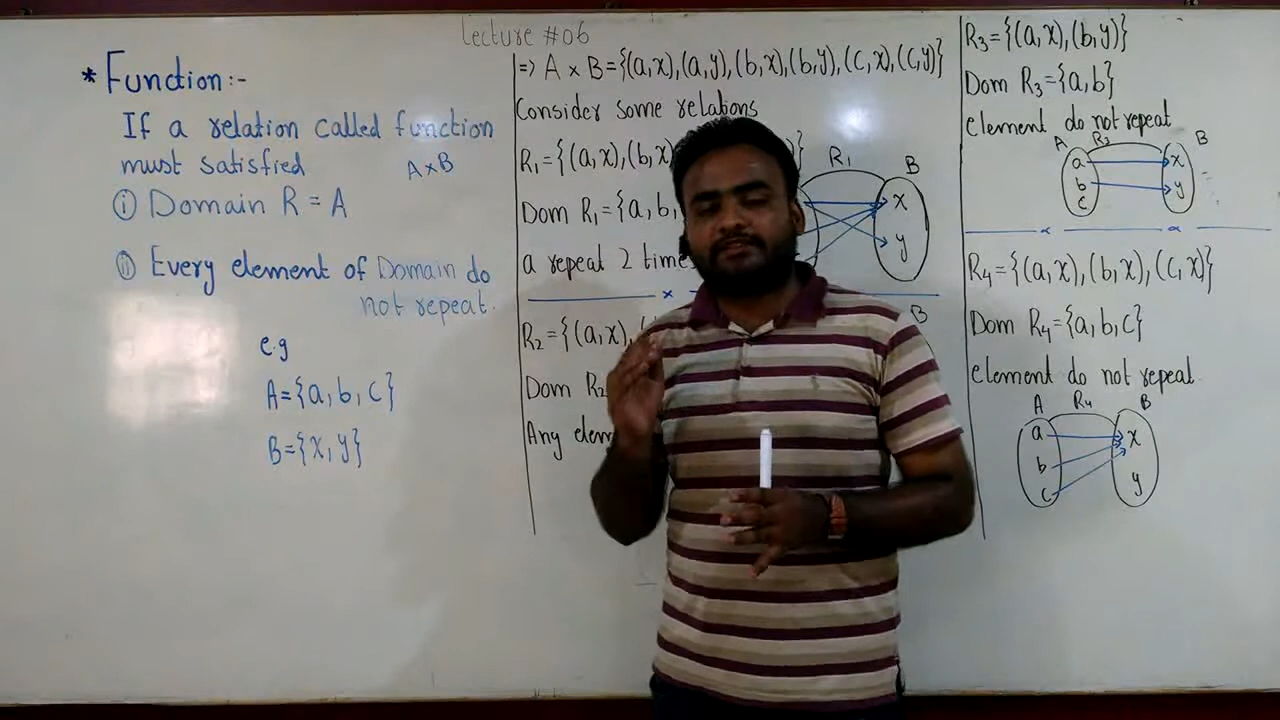 Lecture #06
* Function:-
If a relation called function
must satisfied A×B
(i) Domain R = A
(ii) Every element of Domain do
not repeat.
e.g
A={a, b, c}
B={x, y}
=> A × B = {(a,x),(a,y),(b,x),(b,y),(c,x),(c,y)}
Consider some relations
R₁={(a,x),(b,x)
R₁ B
Dom R₁={a,b,
x
y
a repeat 2 time
×
R₂={(a,x),
B
Dom R₂
Any elem
R₃={(a,x),(b,y)}
Dom R₃={a,b}
element do not repeat
A R₃ B
a x
b y
c
R₄={(a,x),(b,x),(c,x)}
Dom R₄={a,b,c}
element do not repeat.
A R₄ B
a x
b
c y